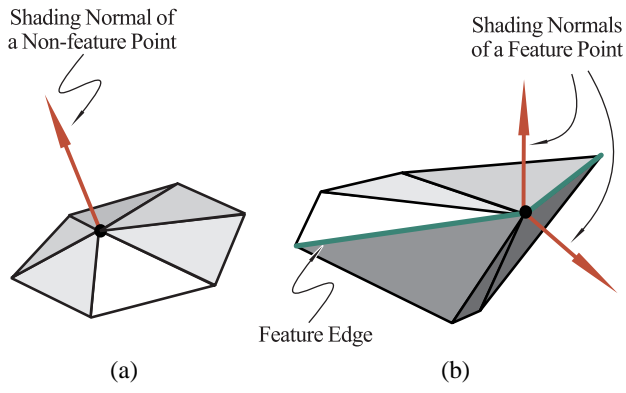 Shading Normal of
a Non-feature Point
Shading Normals
of a Feature Point
Feature Edge
(a)
(b)